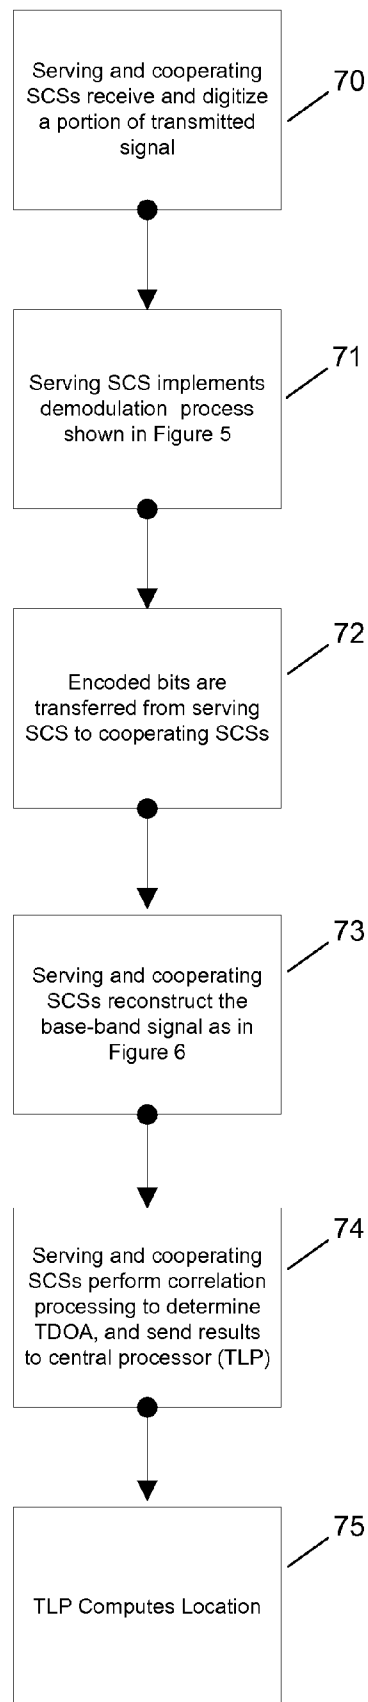 Serving and cooperating
SCSs receive and digitize
a portion of transmitted
signal
70
Serving SCS implements
demodulation process
shown in Figure 5
71
Encoded bits are
transferred from serving
SCS to cooperating SCSs
72
Serving and cooperating
SCSs reconstruct the
base-band signal as in
Figure 6
73
Serving and cooperating
SCSs perform correlation
processing to determine
TDOA, and send results
to central processor (TLP)
74
TLP Computes Location
75